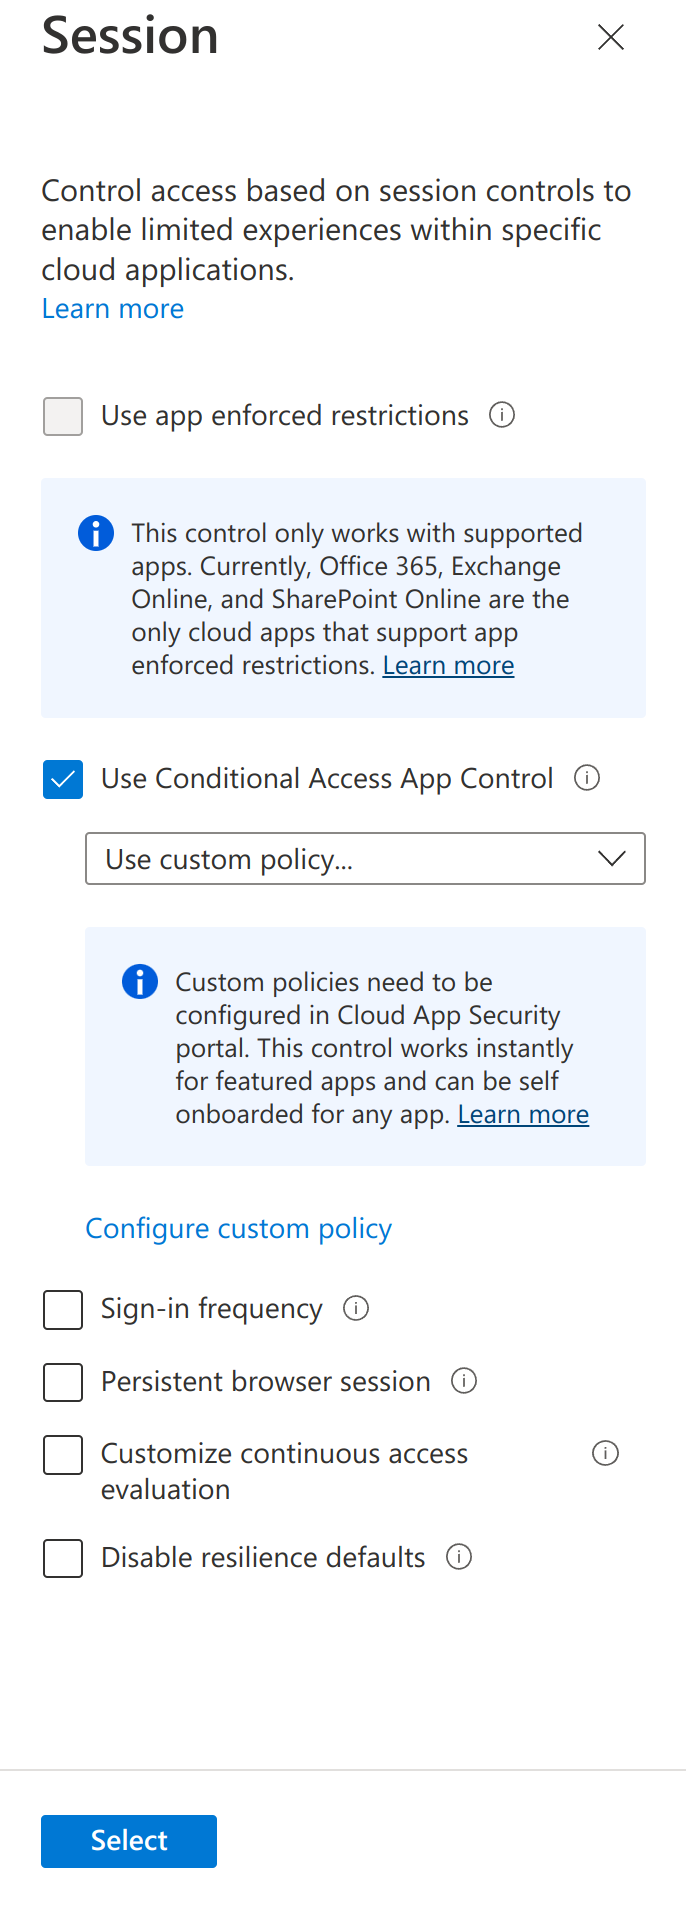 Session
Control access based on session controls to
enable limited experiences within specific
cloud applications.
Learn more
Use app enforced restrictions
This control only works with supported
apps. Currently, Office 365, Exchange
Online, and SharePoint Online are the
only cloud apps that support app
enforced restrictions. Learn more
Use Conditional Access App Control
Use custom policy...
Custom policies need to be
configured in Cloud App Security
portal. This control works instantly
for featured apps and can be self
onboarded for any app. Learn more
Configure custom policy
Sign-in frequency
Persistent browser session
Customize continuous access
evaluation
Disable resilience defaults
Select